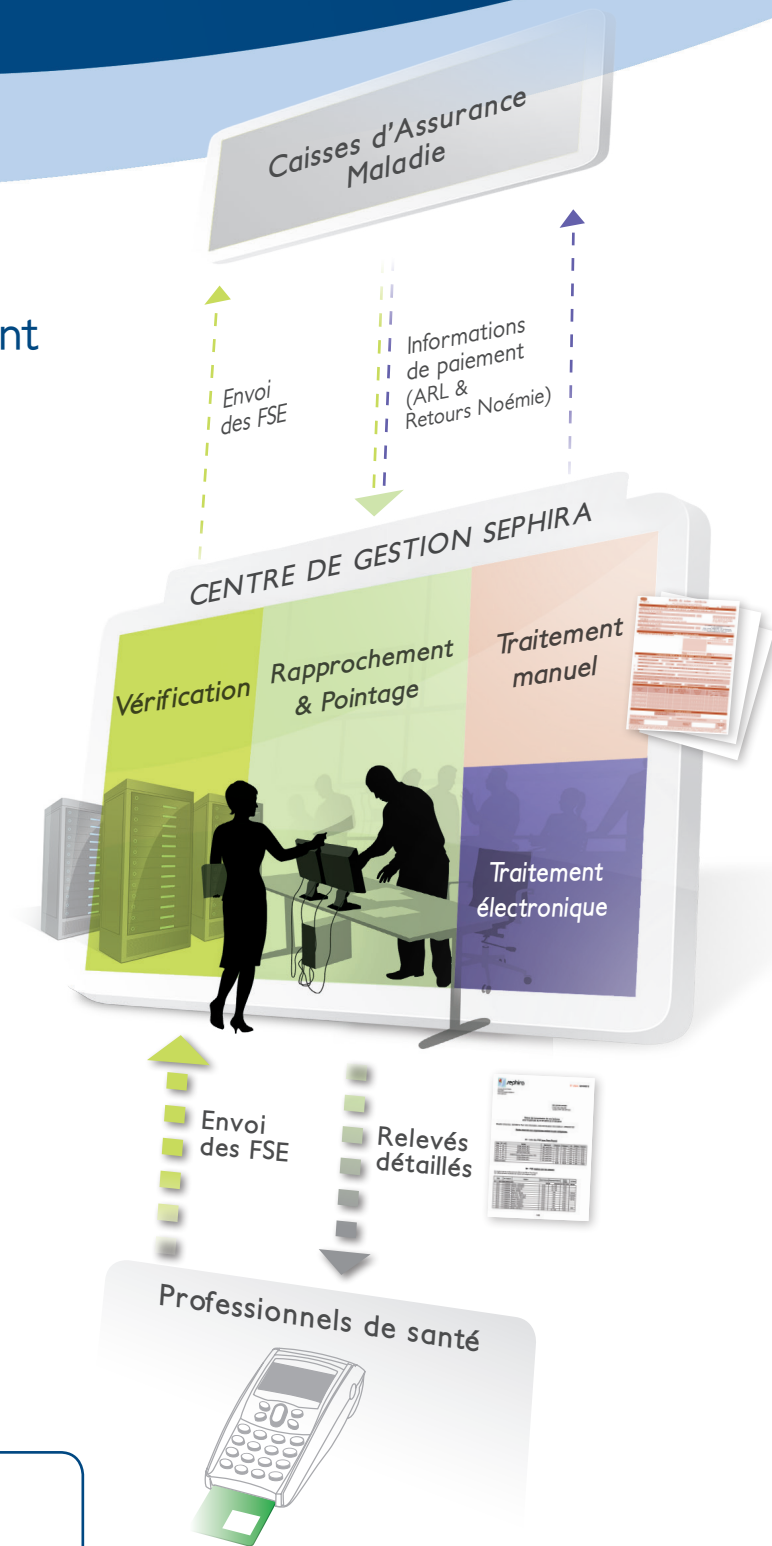 Caisses d'Assurance
Maladie
nt
Envoi
des FSE
Informations
de paiement
(ARL &
Retours Noémie)
CENTRE DE GESTION SEPHIRA
Vérification
Rapprochement
& Pointage
Traitement
manuel
Traitement
électronique
Envoi
des FSE
Relevés
détaillés
sephira
Professionnels de santé